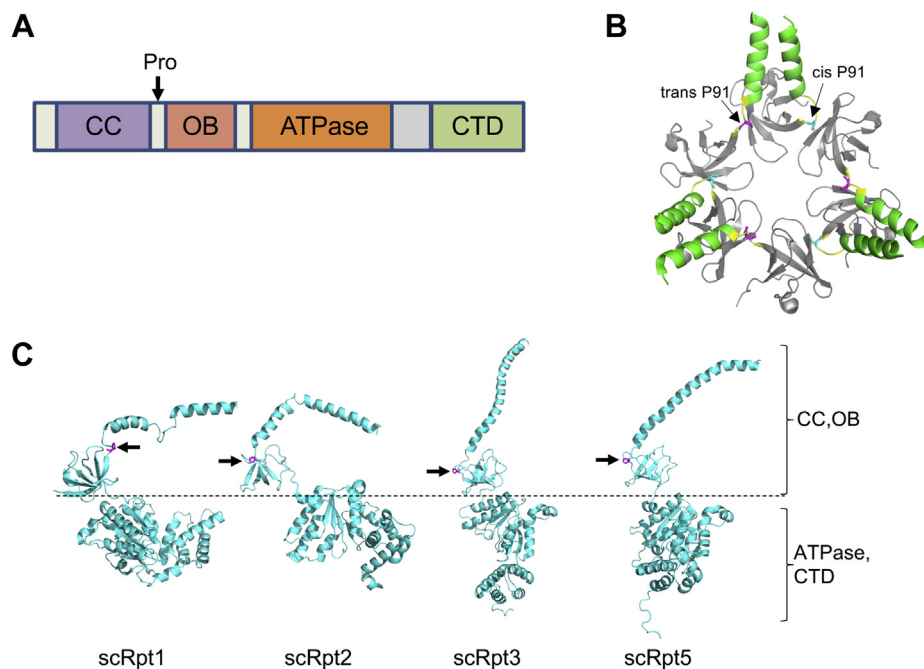 A
Pro
CC
OB
ATPase
CTD
B
trans P91
cis P91
C
CC,OB
ATPase,
CTD
scRpt1
scRpt2
scRpt3
scRpt5